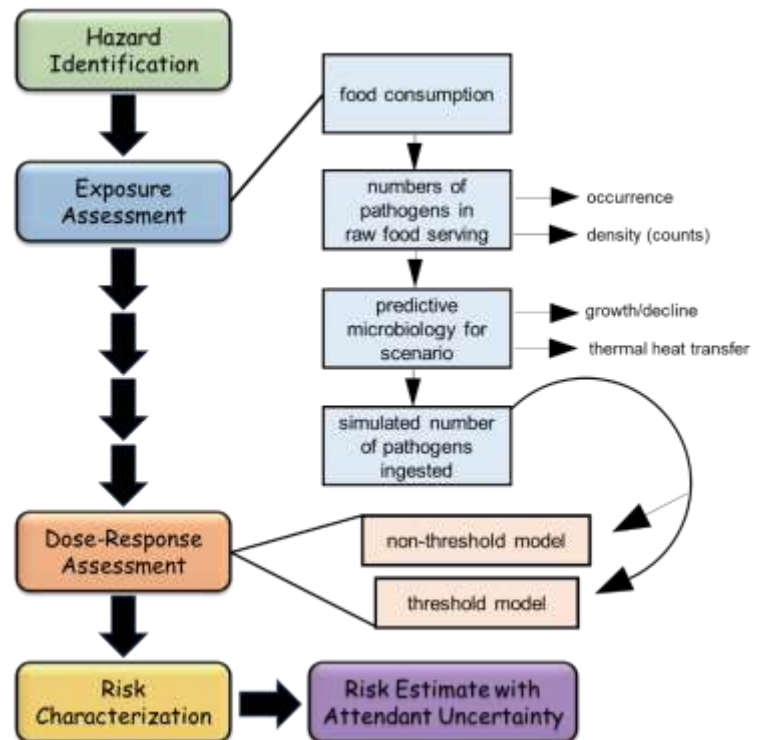 Hazard
Identification
food consumption
Exposure
Assessment
numbers of
pathogens in
raw food serving
occurrence
density (counts)
predictive
microbiology for
scenario
growth/decline
thermal heat transfer
simulated number
of pathogens
ingested
Dose-Response
Assessment
non-threshold model
threshold model
Risk
Characterization
Risk Estimate with
Attendant Uncertainty